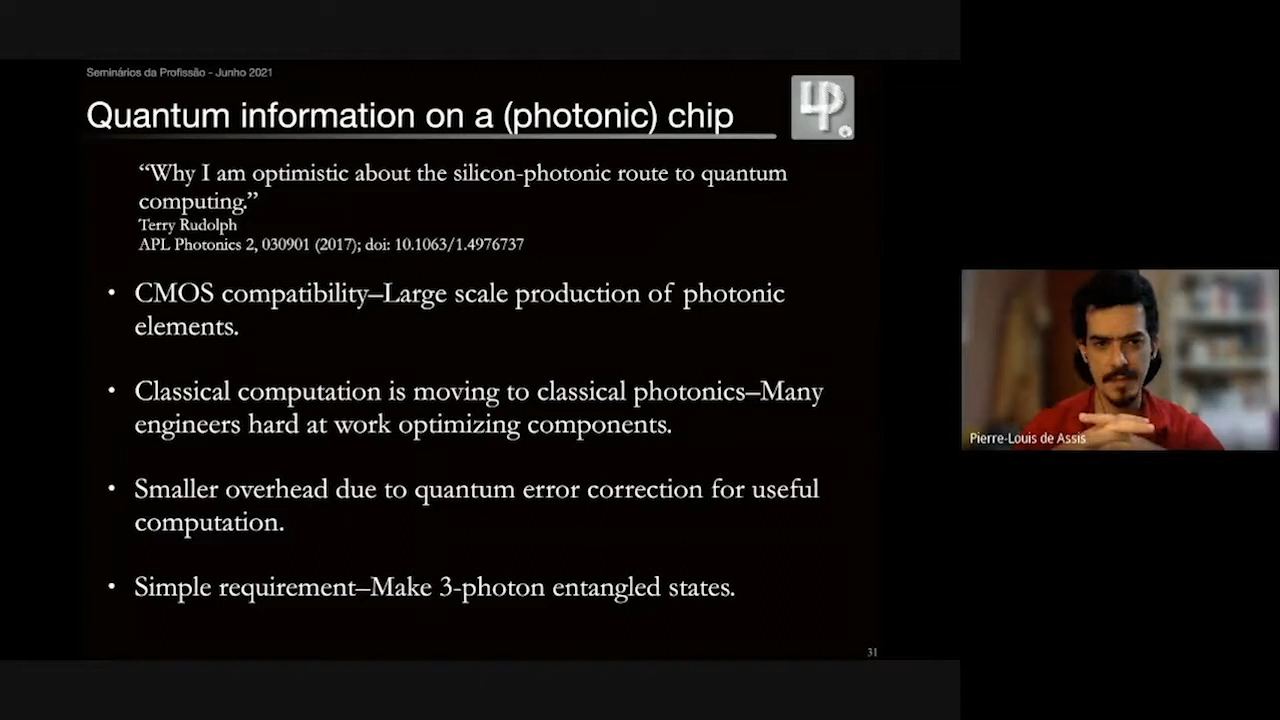 Seminários da Profissão - Junho 2021
Quantum information on a (photonic) chip
“Why I am optimistic about the silicon-photonic route to quantum
computing.”
Terry Rudolph
APL Photonics 2, 030901 (2017); doi: 10.1063/1.4976737
• CMOS compatibility–Large scale production of photonic
elements.
• Classical computation is moving to classical photonics–Many
engineers hard at work optimizing components.
• Smaller overhead due to quantum error correction for useful
computation.
• Simple requirement–Make 3-photon entangled states.
31
Pierre-Louis de Assis